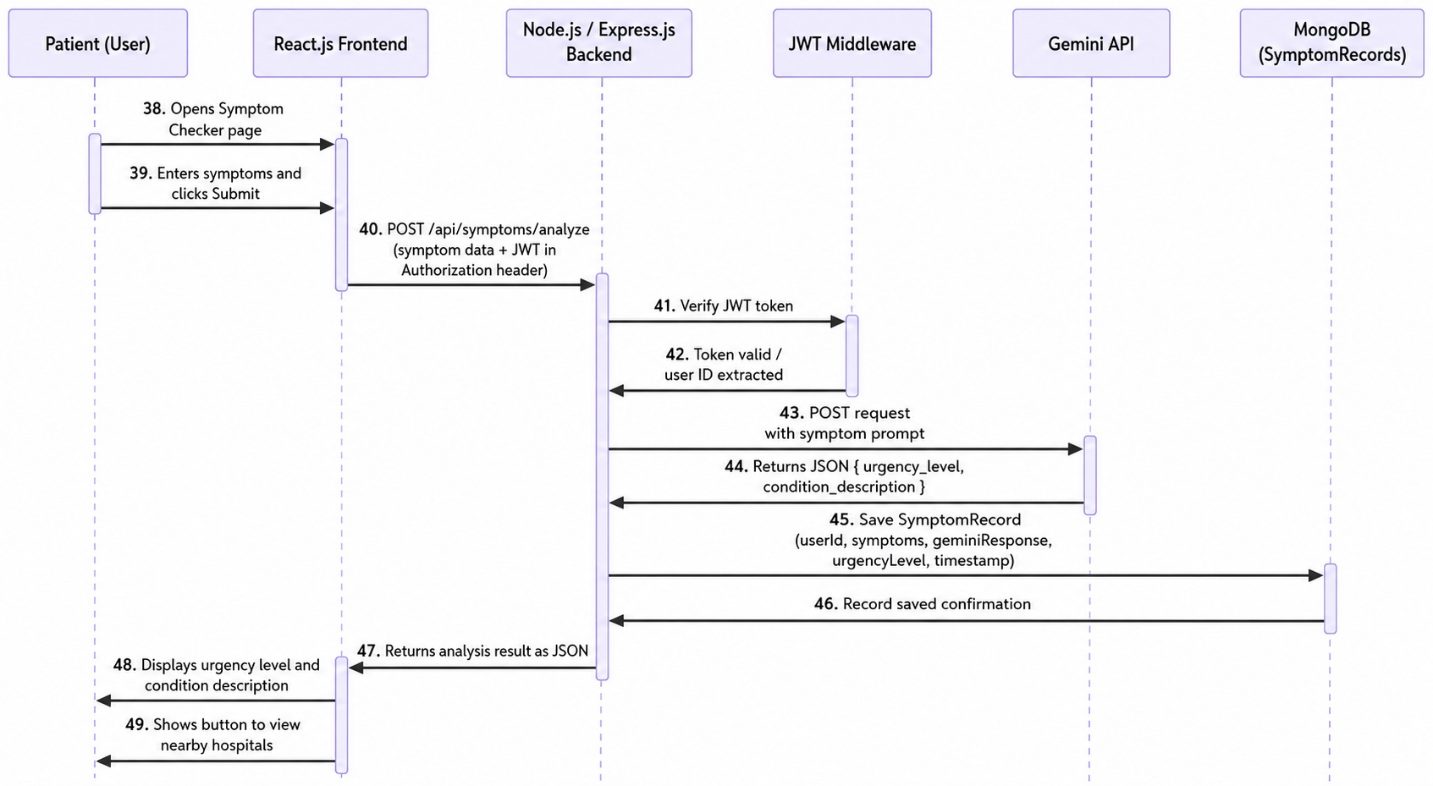 Patient (User)
React.js Frontend
Node.js / Express.js
Backend
JWT Middleware
Gemini API
MongoDB
(SymptomRecords)
38. Opens Symptom
Checker page
39. Enters symptoms and
clicks Submit
40. POST /api/symptoms/analyze
(symptom data + JWT in
Authorization header)
41. Verify JWT token
42. Token valid /
user ID extracted
43. POST request
with symptom prompt
44. Returns JSON { urgency_level,
condition_description }
45. Save SymptomRecord
(userId, symptoms, geminiResponse,
urgencyLevel, timestamp)
46. Record saved confirmation
47. Returns analysis result as JSON
48. Displays urgency level and
condition description
49. Shows button to view
nearby hospitals